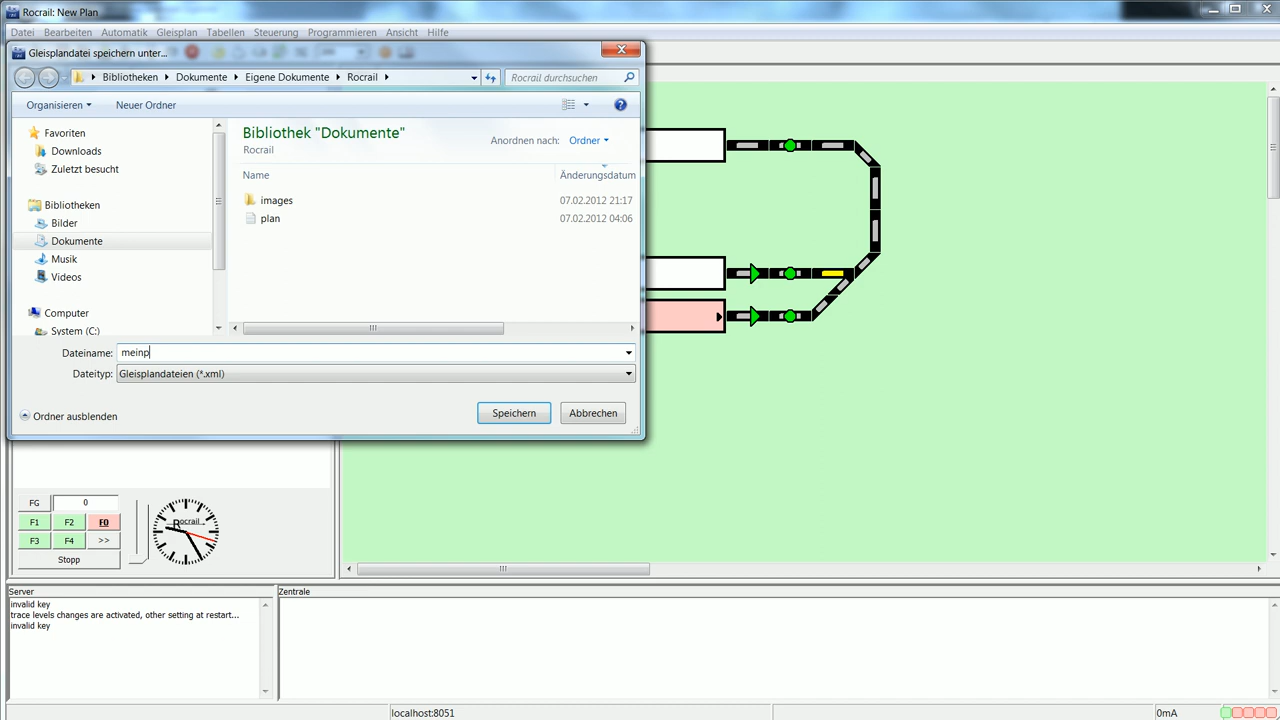 Rocrail: New Plan
Datei Bearbeiten Automatik Gleisplan Tabellen Steuerung Programmieren Ansicht Hilfe
Gleisplandatei speichern unter...
Bibliotheken Dokumente Eigene Dokumente Rocrail
Rocrail durchsuchen
Organisieren Neuer Ordner
Favoriten
Downloads
Zuletzt besucht
Bibliotheken
Bilder
Dokumente
Musik
Videos
Computer
System (C:)
Bibliothek "Dokumente"
Rocrail
Anordnen nach: Ordner
Name Änderungsdatum
images 07.02.2012 21:17
plan 07.02.2012 04:06
Dateiname: meinp
Dateityp: Gleisplandateien (*.xml)
Ordner ausblenden
Speichern Abbrechen
FG 0
F1 F2 F0
F3 F4 >>
Stopp
Rocrail
Server
invalid key
trace levels changes are activated, other setting at restart...
invalid key
Zentrale
localhost:8051
0mA